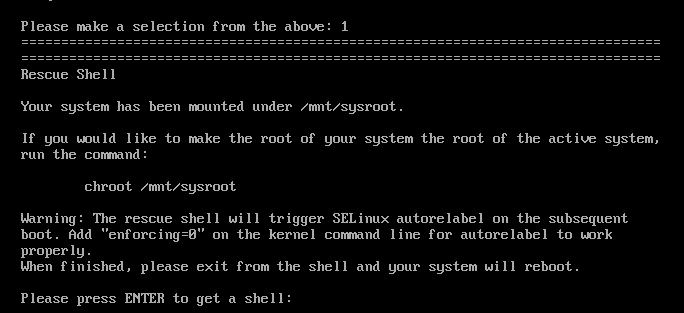 Please make a selection from the above: 1
================================================================================
================================================================================
Rescue Shell
Your system has been mounted under /mnt/sysroot.
If you would like to make the root of your system the root of the active system,
run the command:
chroot /mnt/sysroot
Warning: The rescue shell will trigger SELinux autorelabel on the subsequent
boot. Add "enforcing=0" on the kernel command line for autorelabel to work
properly.
When finished, please exit from the shell and your system will reboot.
Please press ENTER to get a shell: